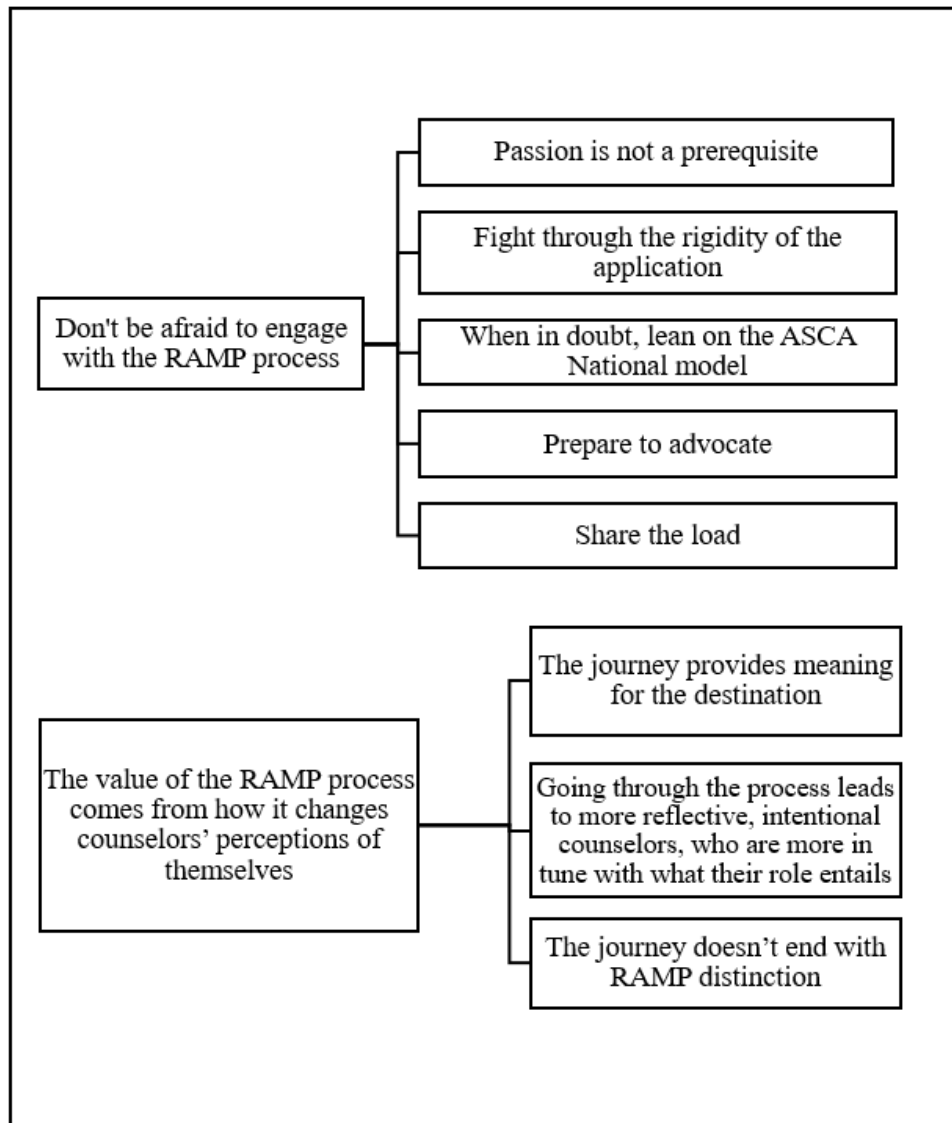 Passion is not a prerequisite
Fight through the rigidity of the
application
Don't be afraid to engage
with the RAMP process
When in doubt, lean on the ASCA
National model
Prepare to advocate
Share the load
The journey provides meaning
for the destination
The value of the RAMP process
comes from how it changes
counselors’ perceptions of
themselves
Going through the process leads
to more reflective, intentional
counselors, who are more in
tune with what their role entails
The journey doesn’t end with
RAMP distinction